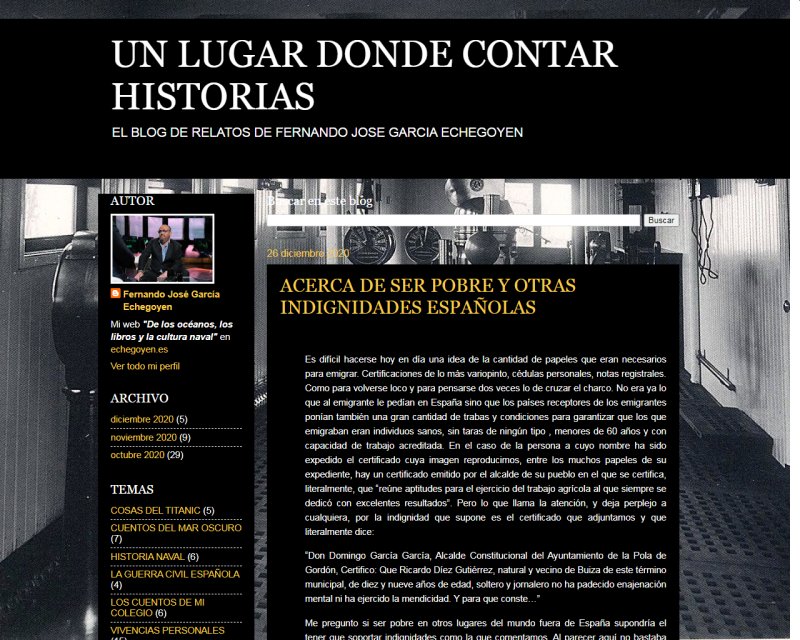 UN LUGAR DONDE CONTAR
HISTORIAS
EL BLOG DE RELATOS DE FERNANDO JOSE GARCIA ECHEGOYEN
AUTOR
Fernando José García
Echegoyen
Mi web "De los océanos, los
libros y la cultura naval" en
echegoyen.es
Ver todo mi perfil
ARCHIVO
diciembre 2020 (5)
noviembre 2020 (9)
octubre 2020 (29)
TEMAS
COSAS DEL TITANIC (5)
CUENTOS DEL MAR OSCURO
(7)
HISTORIA NAVAL (6)
LA GUERRA CIVIL ESPAÑOLA
(4)
LOS CUENTOS DE MI
COLEGIO (6)
VIVENCIAS PERSONALES
Buscar en este blog
Buscar
26 diciembre 2020
ACERCA DE SER POBRE Y OTRAS
INDIGNIDADES ESPAÑOLAS
Es difícil hacerse hoy en día una idea de la cantidad de papeles que eran necesarios
para emigrar. Certificaciones de lo más variopinto, cédulas personales, notas registrales.
Como para volverse loco y para pensarse dos veces lo de cruzar el charco. No era ya lo
que al emigrante le pedían en España sino que los países receptores de los emigrantes
ponían también una gran cantidad de trabas y condiciones para garantizar que los que
emigraban eran individuos sanos, sin taras de ningún tipo , menores de 60 años y con
capacidad de trabajo acreditada. En el caso de la persona a cuyo nombre ha sido
expedido el certificado cuya imagen reproducimos, entre los muchos papeles de su
expediente, hay un certificado emitido por el alcalde de su pueblo en el que se certifica,
literalmente, que "reúne aptitudes para el ejercicio del trabajo agrícola al que siempre se
dedicó con excelentes resultados". Pero lo que llama la atención, y deja perplejo a
cualquiera, por la indignidad que supone es el certificado que adjuntamos y que
literalmente dice:
"Don Domingo García García, Alcalde Constitucional del Ayuntamiento de la Pola de
Gordón, Certifico: Que Ricardo Díez Gutiérrez, natural y vecino de Buiza de este término
municipal, de diez y nueve años de edad, soltero y jornalero no ha padecido enajenación
mental ni ha ejercido la mendicidad. Y para que conste..."
Me pregunto si ser pobre en otros lugares del mundo fuera de España supondría el
tener que soportar indignidades como la que comentamos. Al parecer aquí no bastaba